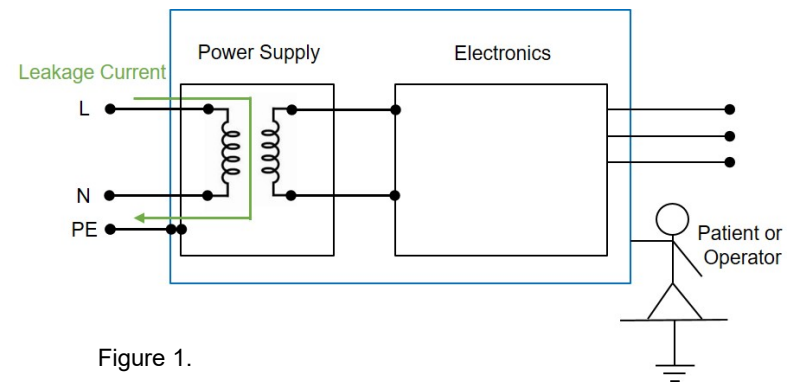 Power Supply
Electronics
Leakage Current
L
N
PE
Patient or
Operator
Figure 1.